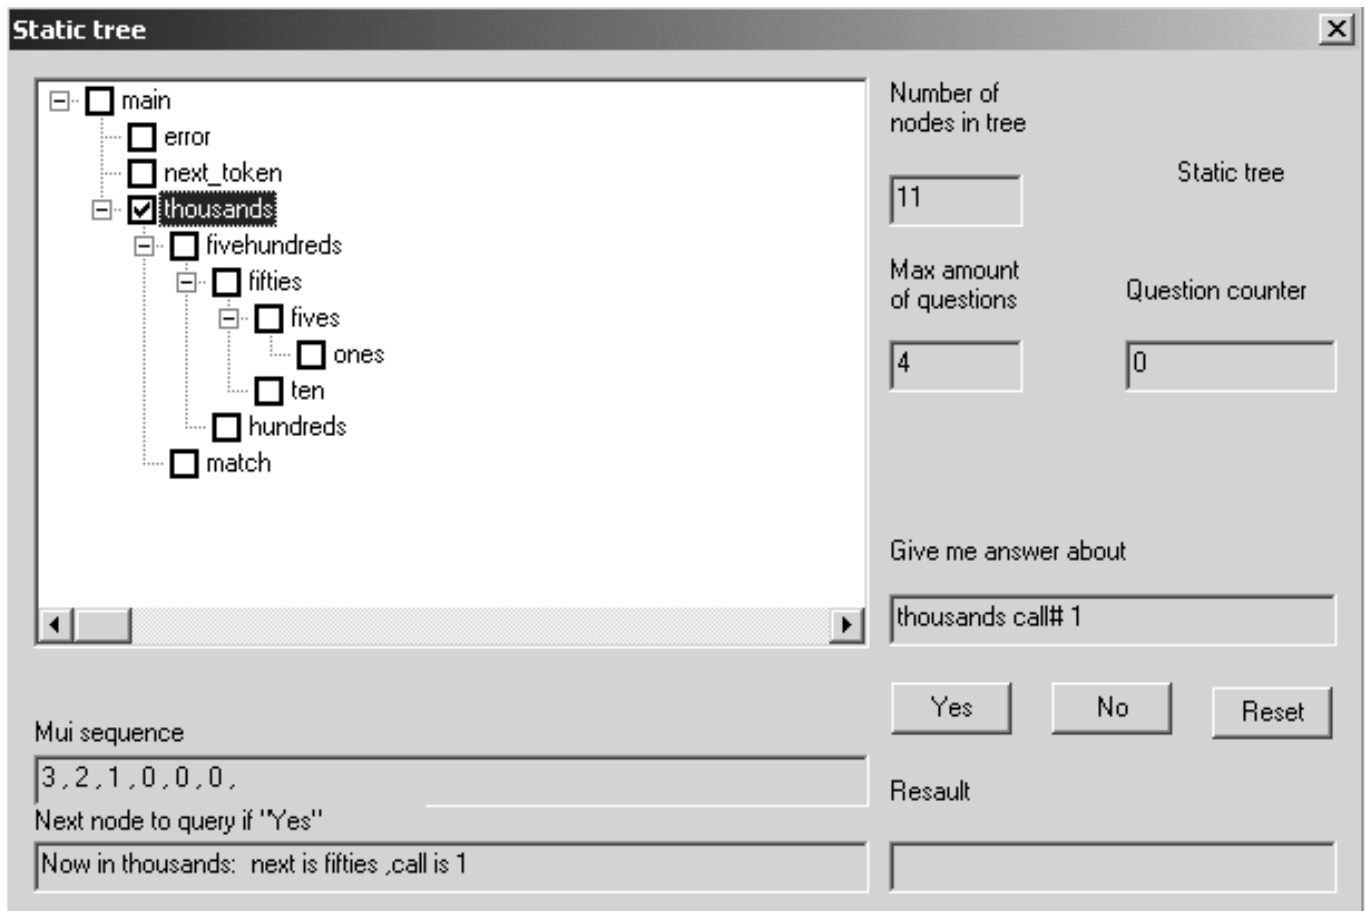 Static tree
main
error
next_token
thousands
fivehundreds
fifties
fives
ones
ten
hundreds
match
Number of
nodes in tree
11
Static tree
Max amount
of questions
4
Question counter
0
Give me answer about
thousands call# 1
Yes
No
Reset
Mui sequence
3 , 2 , 1 , 0 , 0 , 0 ,
Next node to query if "Yes"
Now in thousands:  next is fifties ,call is 1
Resault